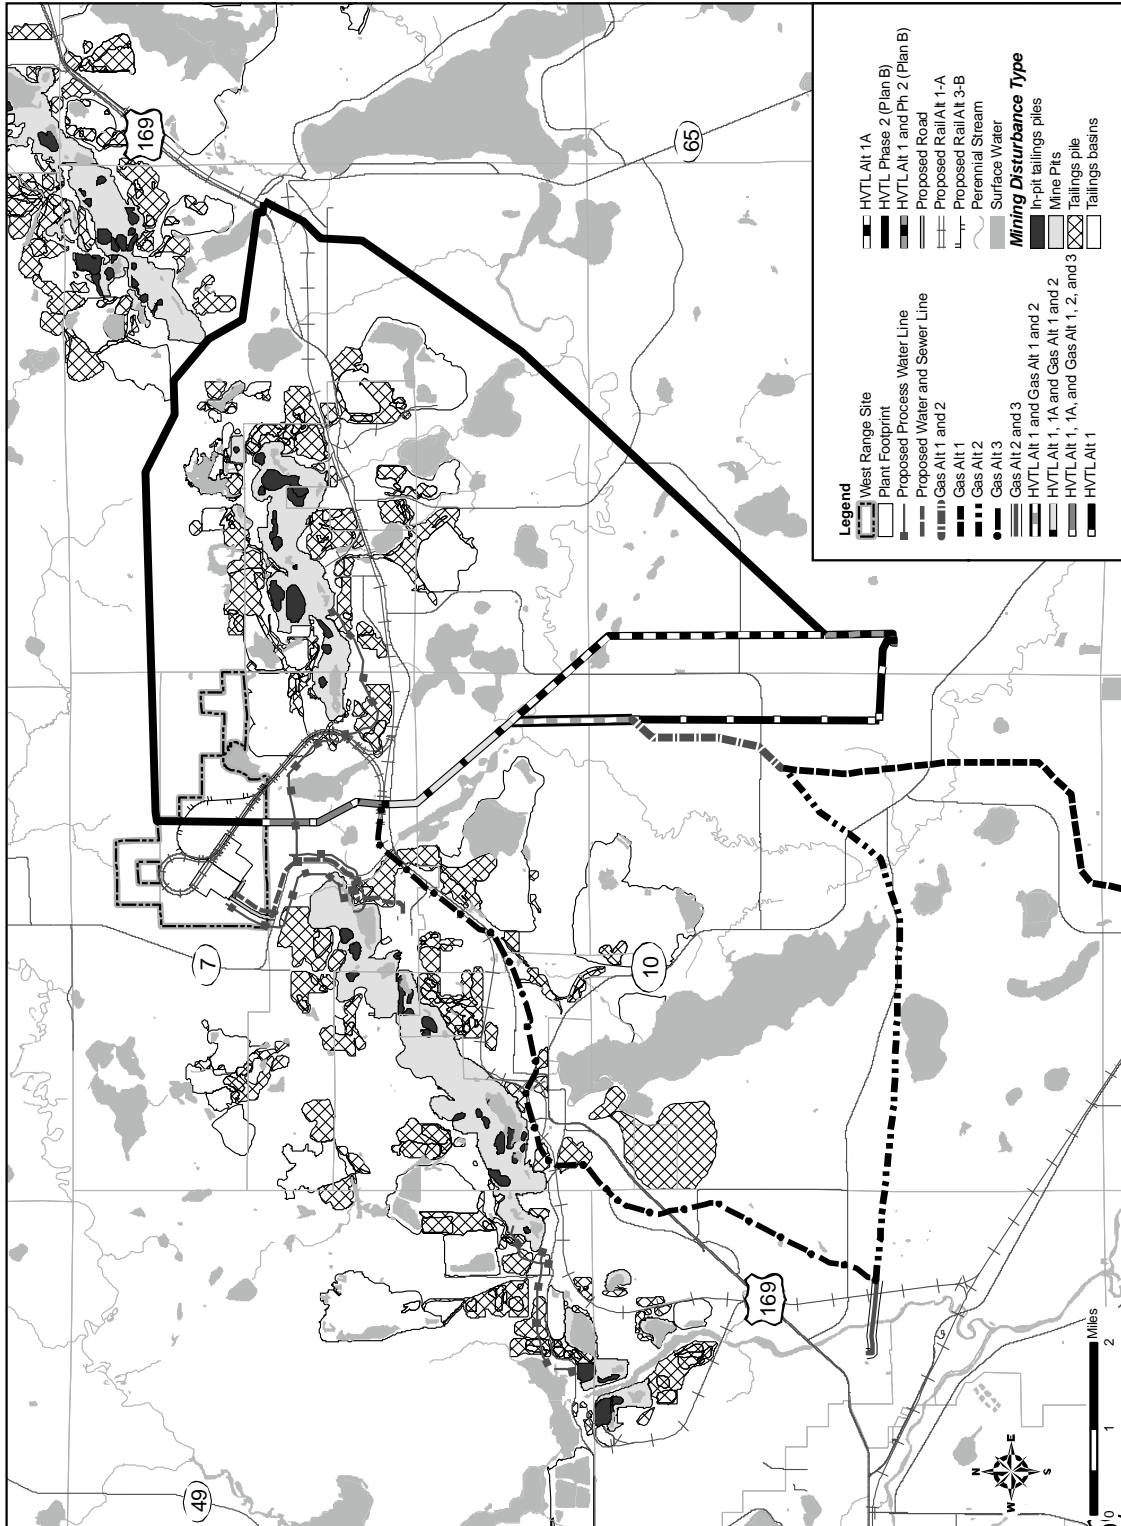 169
65
7
10
169
49
Legend
West Range Site
Plant Footprint
Proposed Process Water Line
Proposed Water and Sewer Line
Gas Alt 1 and 2
Gas Alt 1
Gas Alt 2
Gas Alt 3
Gas Alt 2 and 3
HVTL Alt 1 and Gas Alt 1 and 2
HVTL Alt 1, 1A and Gas Alt 1 and 2
HVTL Alt 1, 1A, and Gas Alt 1, 2, and 3
HVTL Alt 1
HVTL Alt 1A
HVTL Phase 2 (Plan B)
HVTL Alt 1 and Ph 2 (Plan B)
Proposed Road
Proposed Rail Alt 1-A
Proposed Rail Alt 3-B
Perennial Stream
Surface Water
Mining Disturbance Type
In-pit tailings piles
Mine Pits
Tailings pile
Tailings basins
N
W E
S
0 1 2
Miles